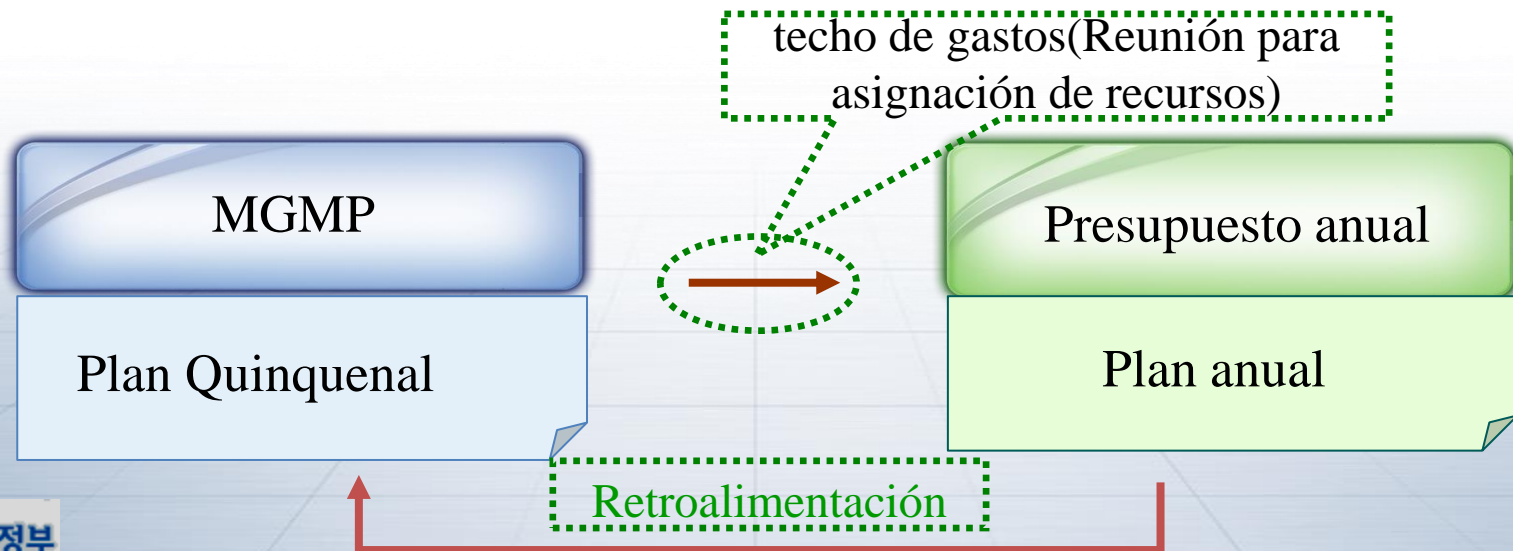 techo de gastos(Reunión para
asignación de recursos)
MGMP
Presupuesto anual
Plan Quinquenal
Plan anual
Retroalimentación
정부